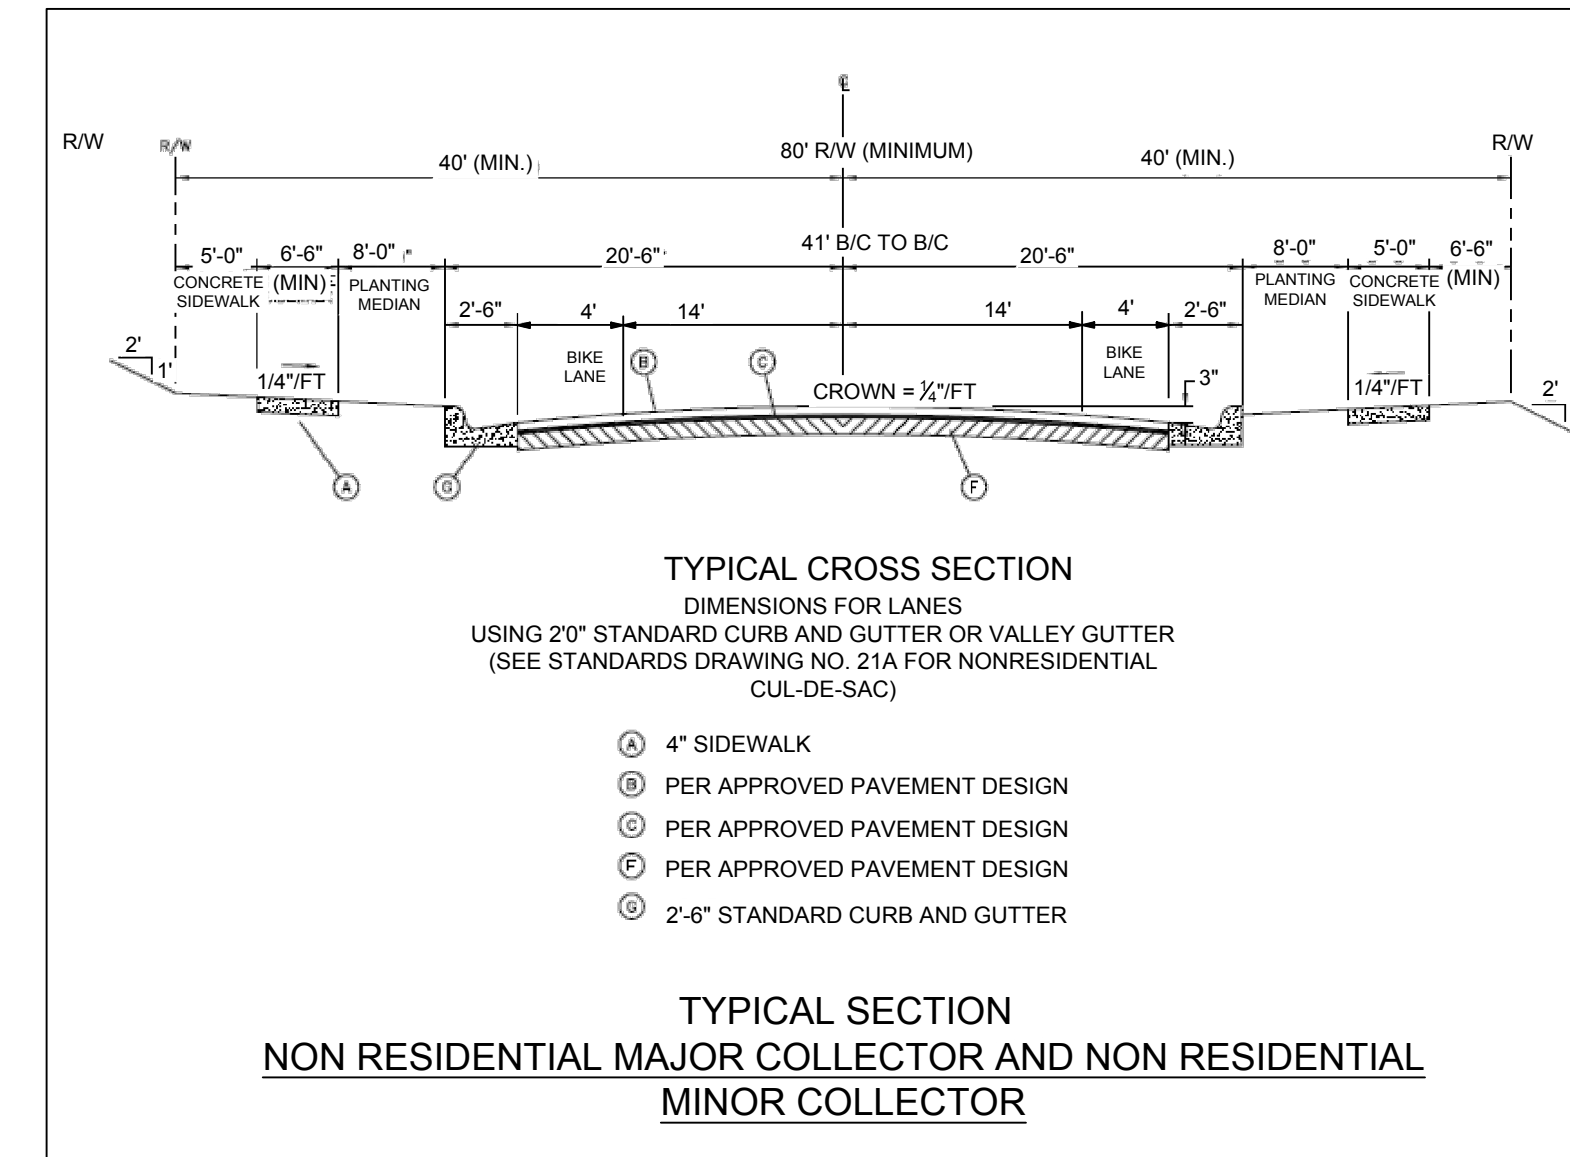 ℄
R/W
R/W
R/W
40' (MIN.)
80' R/W (MINIMUM)
40' (MIN.)
41' B/C TO B/C
5'-0"
6'-6"
8'-0"
20'-6"
20'-6"
8'-0"
5'-0"
6'-6"
CONCRETE
SIDEWALK
(MIN)
PLANTING
MEDIAN
PLANTING
MEDIAN
CONCRETE
SIDEWALK
(MIN)
2'-6"
4'
14'
14'
4'
2'-6"
BIKE
LANE
B
C
BIKE
LANE
2'
1'
1/4"/FT
CROWN = ¼"/FT
3"
1/4"/FT
2'
A
G
F
TYPICAL CROSS SECTION
DIMENSIONS FOR LANES
USING 2'0" STANDARD CURB AND GUTTER OR VALLEY GUTTER
(SEE STANDARDS DRAWING NO. 21A FOR NONRESIDENTIAL
CUL-DE-SAC)
A 4" SIDEWALK
B PER APPROVED PAVEMENT DESIGN
C PER APPROVED PAVEMENT DESIGN
F PER APPROVED PAVEMENT DESIGN
G 2'-6" STANDARD CURB AND GUTTER
TYPICAL SECTION
NON RESIDENTIAL MAJOR COLLECTOR AND NON RESIDENTIAL
MINOR COLLECTOR